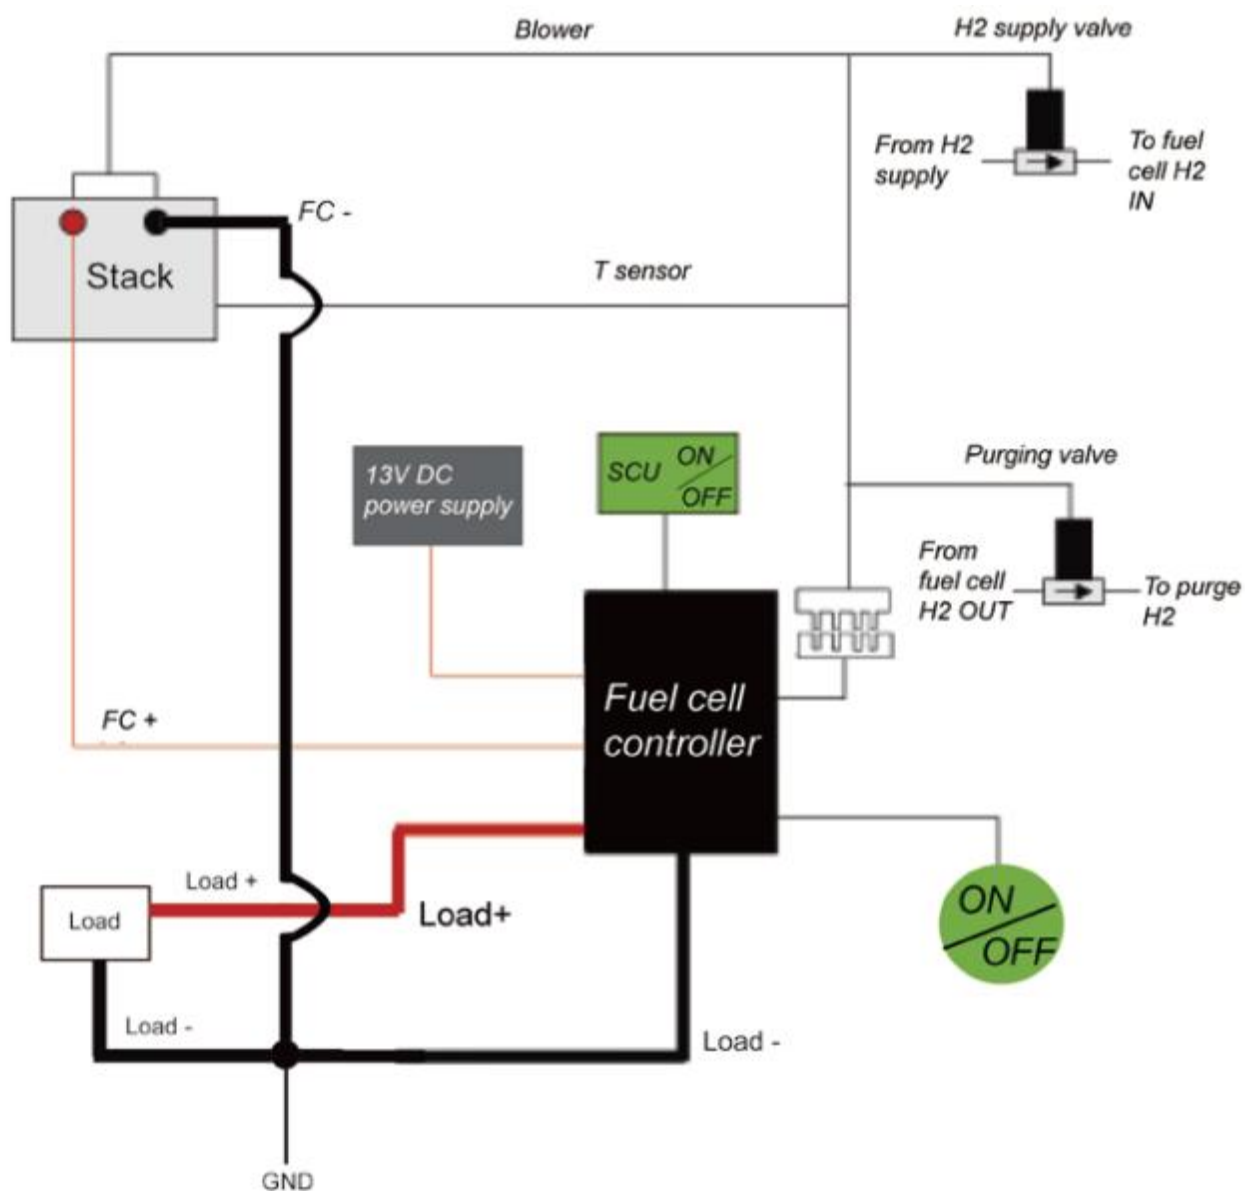 Blower
H2 supply valve
From H2
supply
To fuel
cell H2
IN
FC -
Stack
T sensor
13V DC
power supply
SCU ON
OFF
Purging valve
From
fuel cell
H2 OUT
To purge
H2
Fuel cell
controller
FC +
Load +
Load+
Load
ON
OFF
Load -
Load -
GND